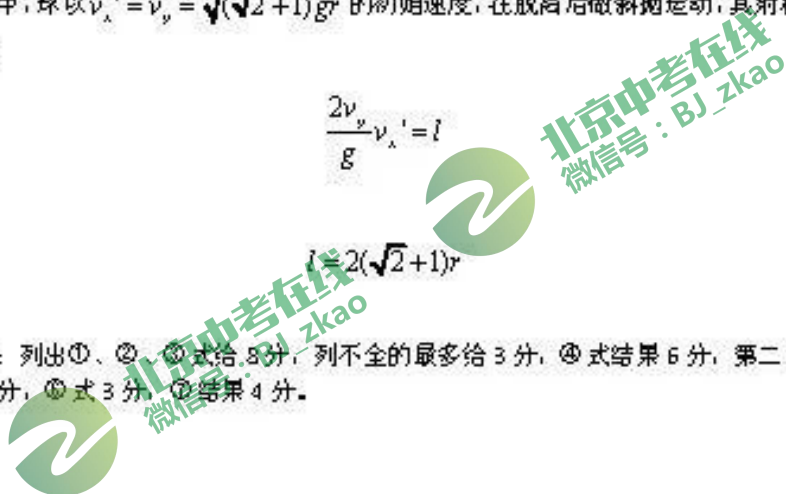 中，球以 v_x' = v_y = √(√2+1)gr 的初始速度，在脱离后做斜抛运动，其射程
2v_y/g v_x' = l
l = 2(√2+1)r
：列出①、②、③式给 8 分，列不全的最多给 3 分，④式结果 6 分，第二
分，⑥式 3 分，⑦结果 4 分。
北京中考在线
微信号：BJ_zkao
北京中考在线
微信号：BJ_zkao